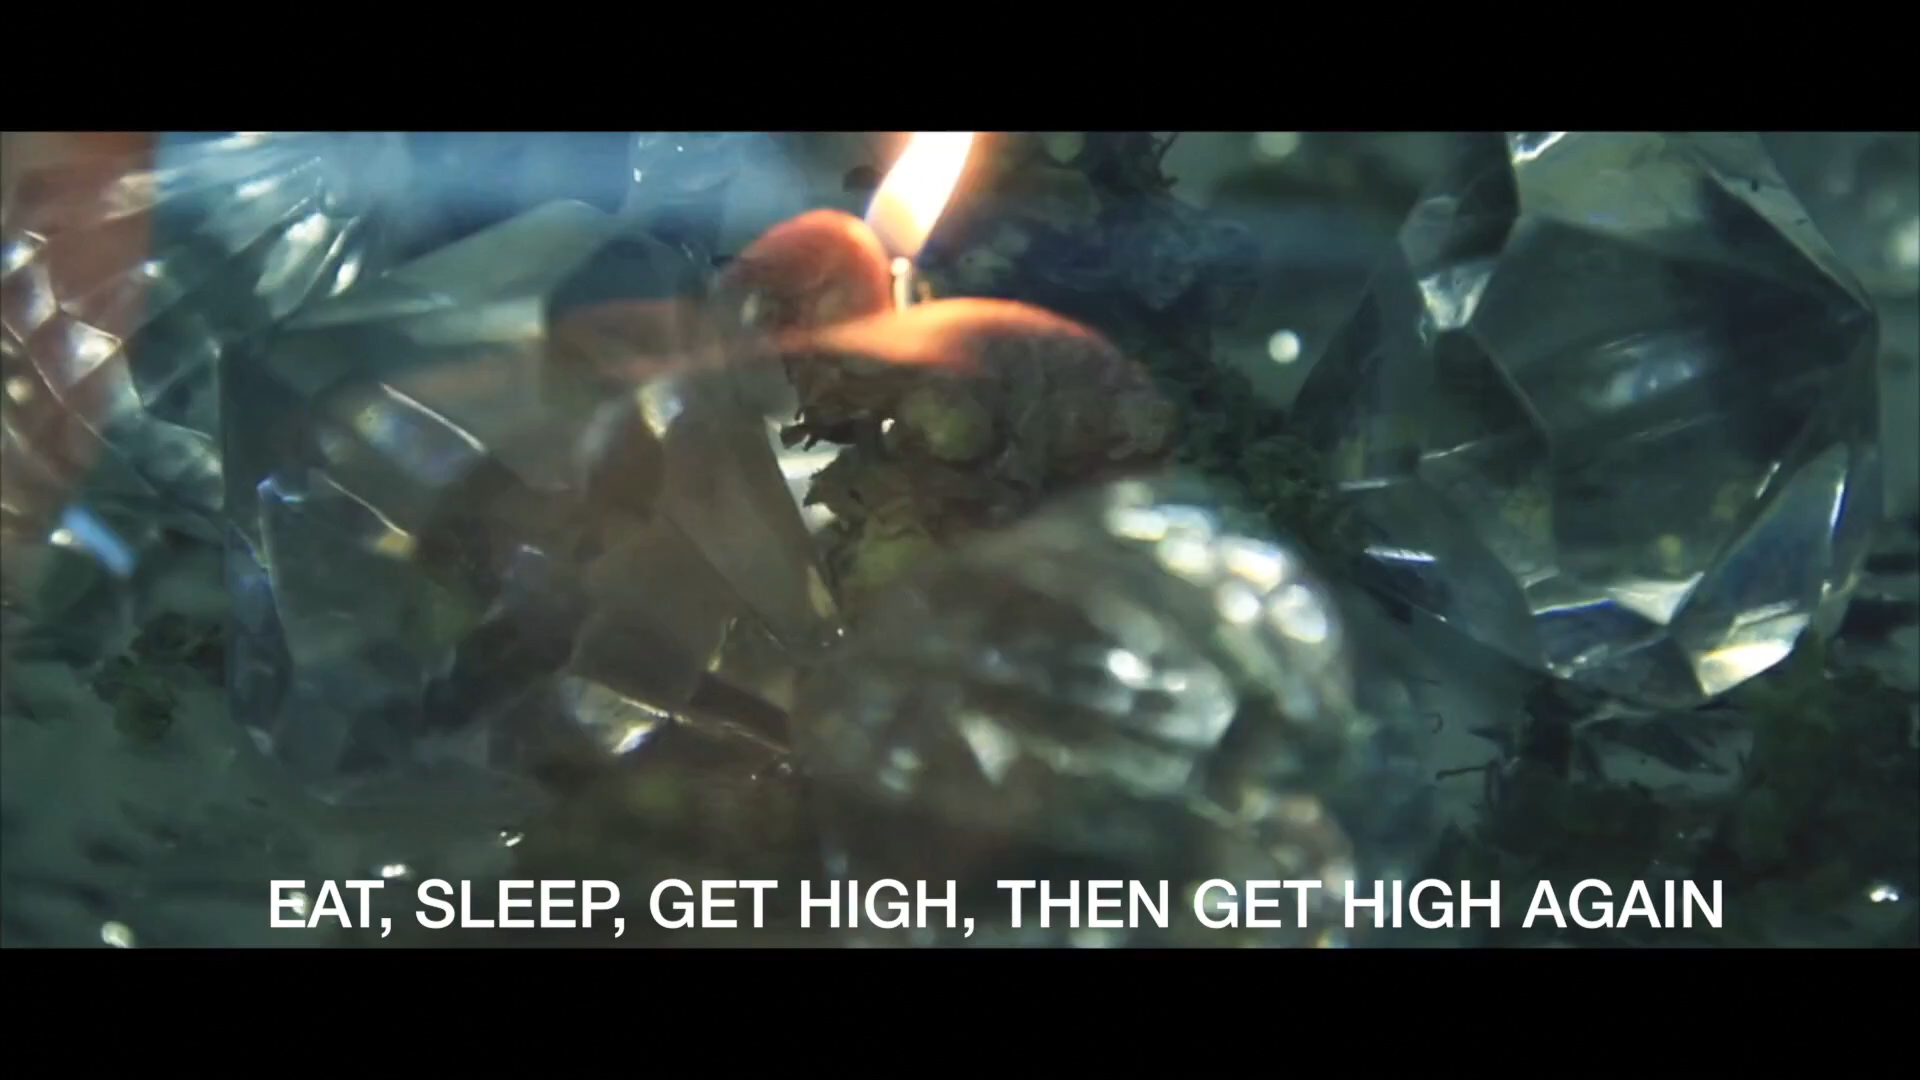 EAT, SLEEP, GET HIGH, THEN GET HIGH AGAIN